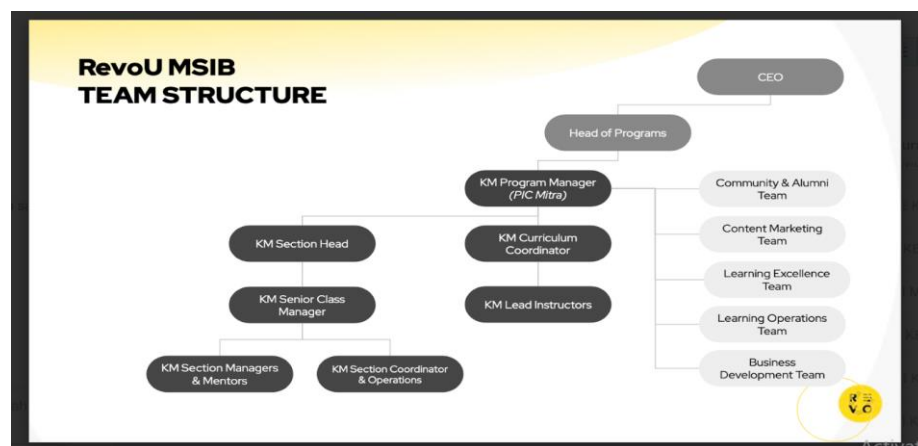 RevoU MSIB
TEAM STRUCTURE
CEO
Head of Programs
KM Program Manager
(PIC Mitra)
KM Section Head
KM Curriculum
Coordinator
KM Senior Class
Manager
KM Lead Instructors
KM Section Managers
& Mentors
KM Section Coordinator
& Operations
Community & Alumni
Team
Content Marketing
Team
Learning Excellence
Team
Learning Operations
Team
Business
Development Team